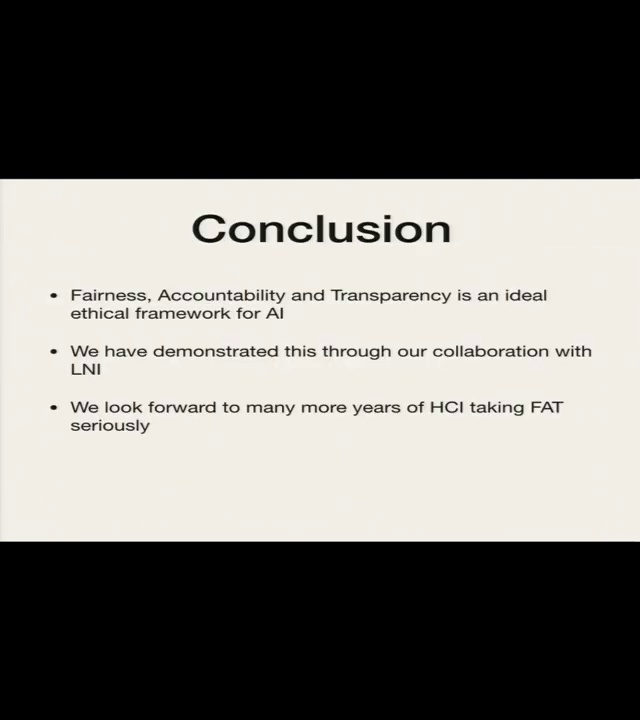 Conclusion
• Fairness, Accountability and Transparency is an ideal
ethical framework for AI
• We have demonstrated this through our collaboration with
LNI
• We look forward to many more years of HCI taking FAT
seriously